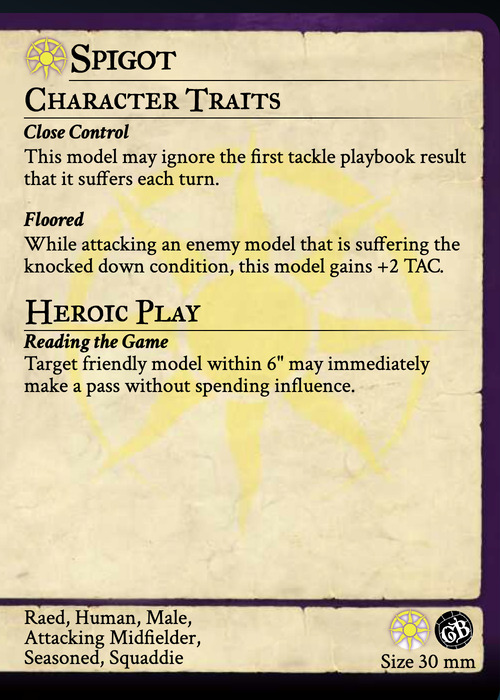 Spigot
Character Traits
Close Control
This model may ignore the first tackle playbook result
that it suffers each turn.
Floored
While attacking an enemy model that is suffering the
knocked down condition, this model gains +2 TAC.
Heroic Play
Reading the Game
Target friendly model within 6" may immediately
make a pass without spending influence.
Raed, Human, Male,
Attacking Midfielder,
Seasoned, Squaddie
GB
Size 30 mm